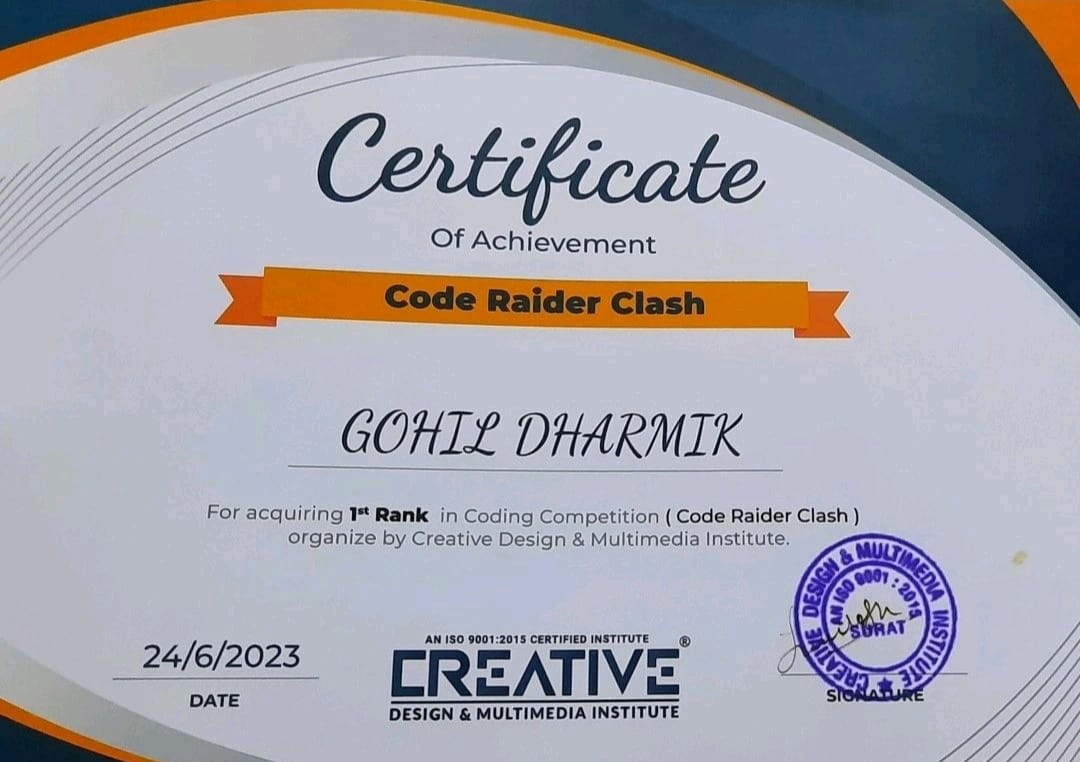 Certificate
Of Achievement
Code Raider Clash
GOHIL DHARMIK
For acquiring 1st Rank in Coding Competition ( Code Raider Clash )
organize by Creative Design & Multimedia Institute.
24/6/2023
DATE
AN ISO 9001:2015 CERTIFIED INSTITUTE
CREATIVE®
DESIGN & MULTIMEDIA INSTITUTE
CREATIVE DESIGN & MULTIMEDIA INSTITUTE
AN ISO 9001 : 2015
SURAT
SIGNATURE